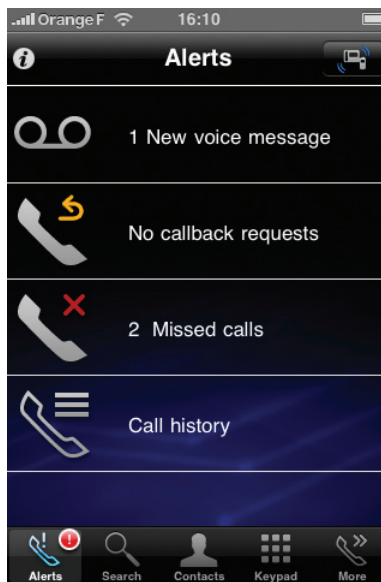 Orange F 16:10
Alerts
1 New voice message
No callback requests
2 Missed calls
Call history
Alerts Search Contacts Keypad More